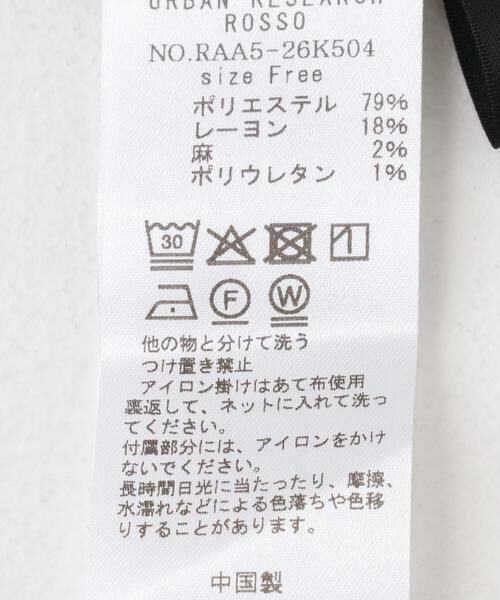 URBAN RESEARCH
ROSSO
NO.RAA5-26K504
size Free
ポリエステル 79%
レーヨン 18%
麻 2%
ポリウレタン 1%
30
F W
他の物と分けて洗う
つけ置き禁止
アイロン掛けはあて布使用
裏返して、ネットに入れて洗っ
てください。
付属部分には、アイロンをかけ
ないでください。
長時間日光に当たったり、摩擦、
水濡れなどによる色落ちや色移
りすることがあります。
中国製